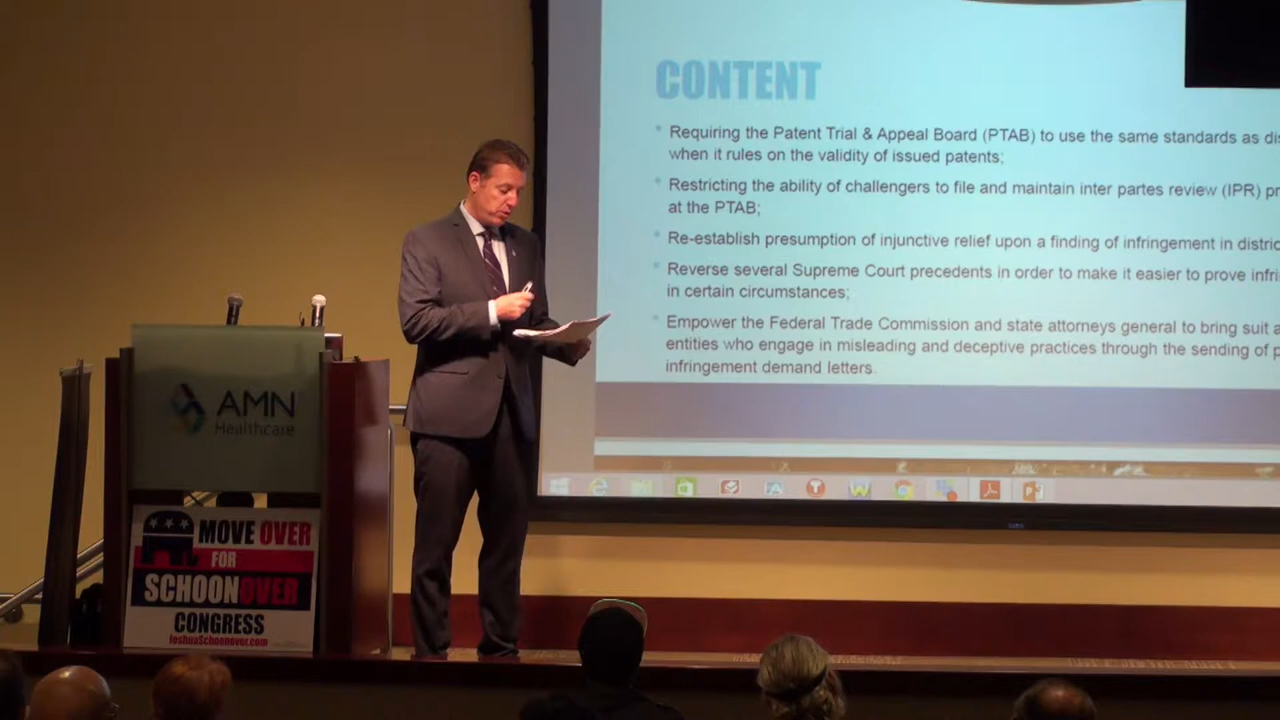 CONTENT
Requiring the Patent Trial & Appeal Board (PTAB) to use the same standards as
when it rules on the validity of issued patents;
Restricting the ability of challengers to file and maintain inter partes review (IPR)
at the PTAB;
Re-establish presumption of injunctive relief upon a finding of infringement in
Reverse several Supreme Court precedents in order to make it easier to prove
in certain circumstances;
Empower the Federal Trade Commission and state attorneys general to bring suit
entities who engage in misleading and deceptive practices through the sending of
infringement demand letters.
AMN
Healthcare
MOVE OVER
FOR
SCHOONOVER
CONGRESS
JoshuaSchoonover.com